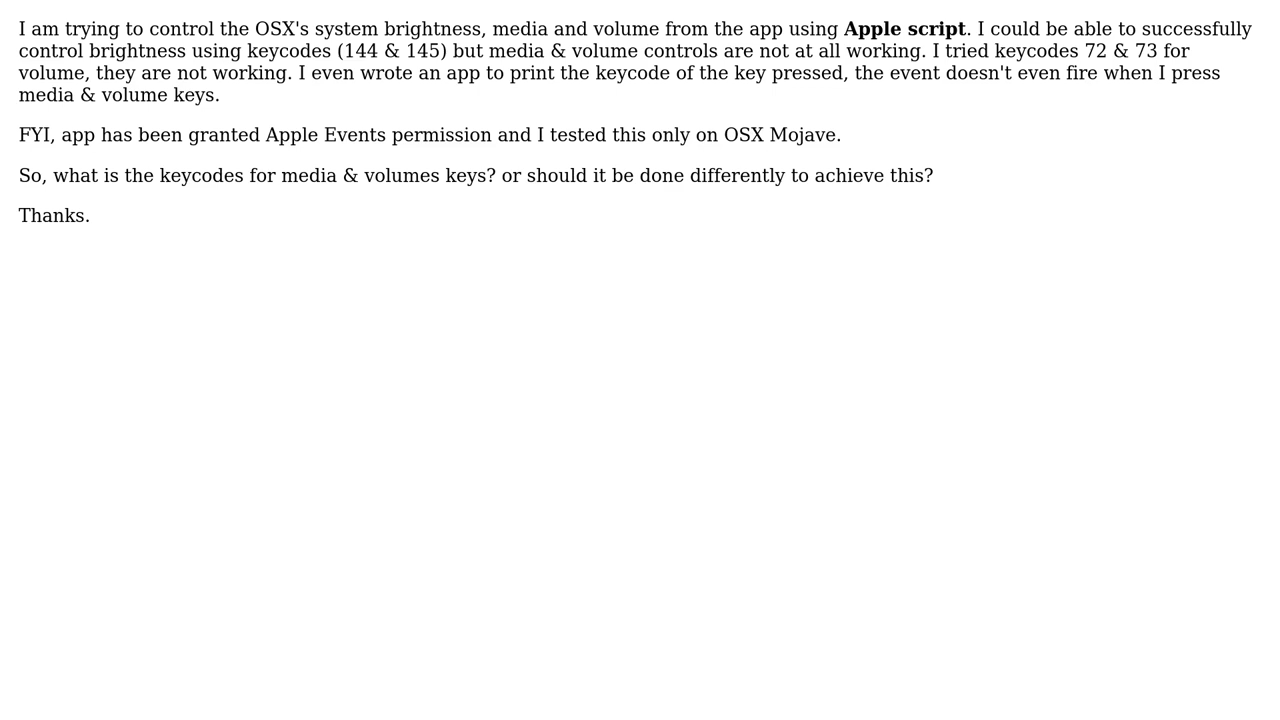 I am trying to control the OSX's system brightness, media and volume from the app using Apple script. I could be able to successfully
control brightness using keycodes (144 & 145) but media & volume controls are not at all working. I tried keycodes 72 & 73 for
volume, they are not working. I even wrote an app to print the keycode of the key pressed, the event doesn't even fire when I press
media & volume keys.
FYI, app has been granted Apple Events permission and I tested this only on OSX Mojave.
So, what is the keycodes for media & volumes keys? or should it be done differently to achieve this?
Thanks.